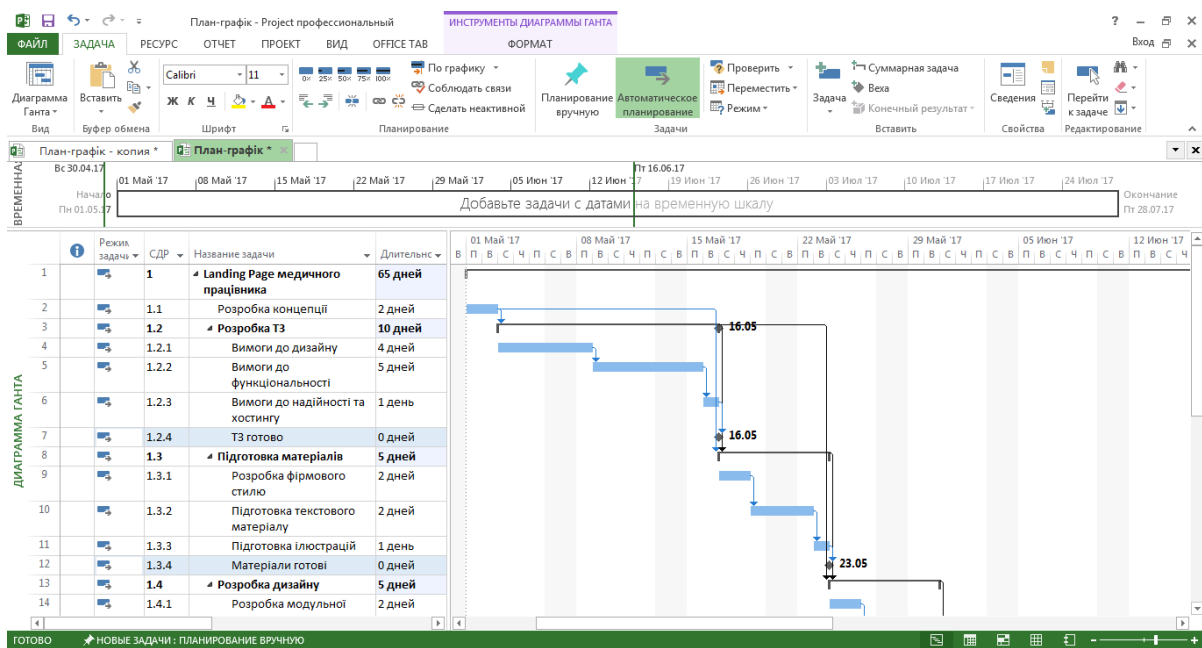 План-графік - Project профессиональный
ИНСТРУМЕНТЫ ДИАГРАММЫ ГАНТА
?
ФАЙЛ ЗАДАЧА РЕСУРС ОТЧЕТ ПРОЕКТ ВИД OFFICE TAB ФОРМАТ
Вход
Диаграмма Ганта
Вставить
Calibri 11
Ж К Ч А
0× 25× 50× 75× 100×
По графику
Соблюдать связи
Сделать неактивной
Планирование вручную
Автоматическое планирование
Проверить
Переместить
Режим
Задача
Суммарная задача
Веха
Конечный результат
Сведения
Перейти к задаче
Вид Буфер обмена Шрифт Планирование Задачи Вставить Свойства Редактирование
План-графік - копия *
План-графік *
ВРЕМЕННА
Вс 30.04.17 Пт 16.06.17
01 Май '17 08 Май '17 15 Май '17 22 Май '17 29 Май '17 05 Июн '17 12 Июн '17 19 Июн '17 26 Июн '17 03 Июл '17 10 Июл '17 17 Июл '17 24 Июл '17
Начало
Пн 01.05.17
Добавьте задачи с датами на временную шкалу
Окончание
Пт 28.07.17
ДИАГРАММА ГАНТА
Режим задачи СДР Название задачи Длительнс
01 Май '17 08 Май '17 15 Май '17 22 Май '17 29 Май '17 05 Июн '17 12 Июн '17
В П В С Ч П С В П В С Ч П С В П В С Ч П С В П В С Ч П С В П В С Ч П С В П В С Ч П С В П В С Ч
1 1 Landing Page медичного працівника 65 дней
2 1.1 Розробка концепції 2 дней
3 1.2 Розробка ТЗ 10 дней
16.05
4 1.2.1 Вимоги до дизайну 4 дней
5 1.2.2 Вимоги до функціональності 5 дней
6 1.2.3 Вимоги до надійності та хостингу 1 день
7 1.2.4 ТЗ готово 0 дней
16.05
8 1.3 Підготовка матеріалів 5 дней
9 1.3.1 Розробка фірмового стилю 2 дней
10 1.3.2 Підготовка текстового матеріалу 2 дней
11 1.3.3 Підготовка ілюстрацій 1 день
12 1.3.4 Матеріали готові 0 дней
23.05
13 1.4 Розробка дизайну 5 дней
14 1.4.1 Розробка модульної 2 дней
ГОТОВО
НОВЫЕ ЗАДАЧИ : ПЛАНИРОВАНИЕ ВРУЧНУЮ